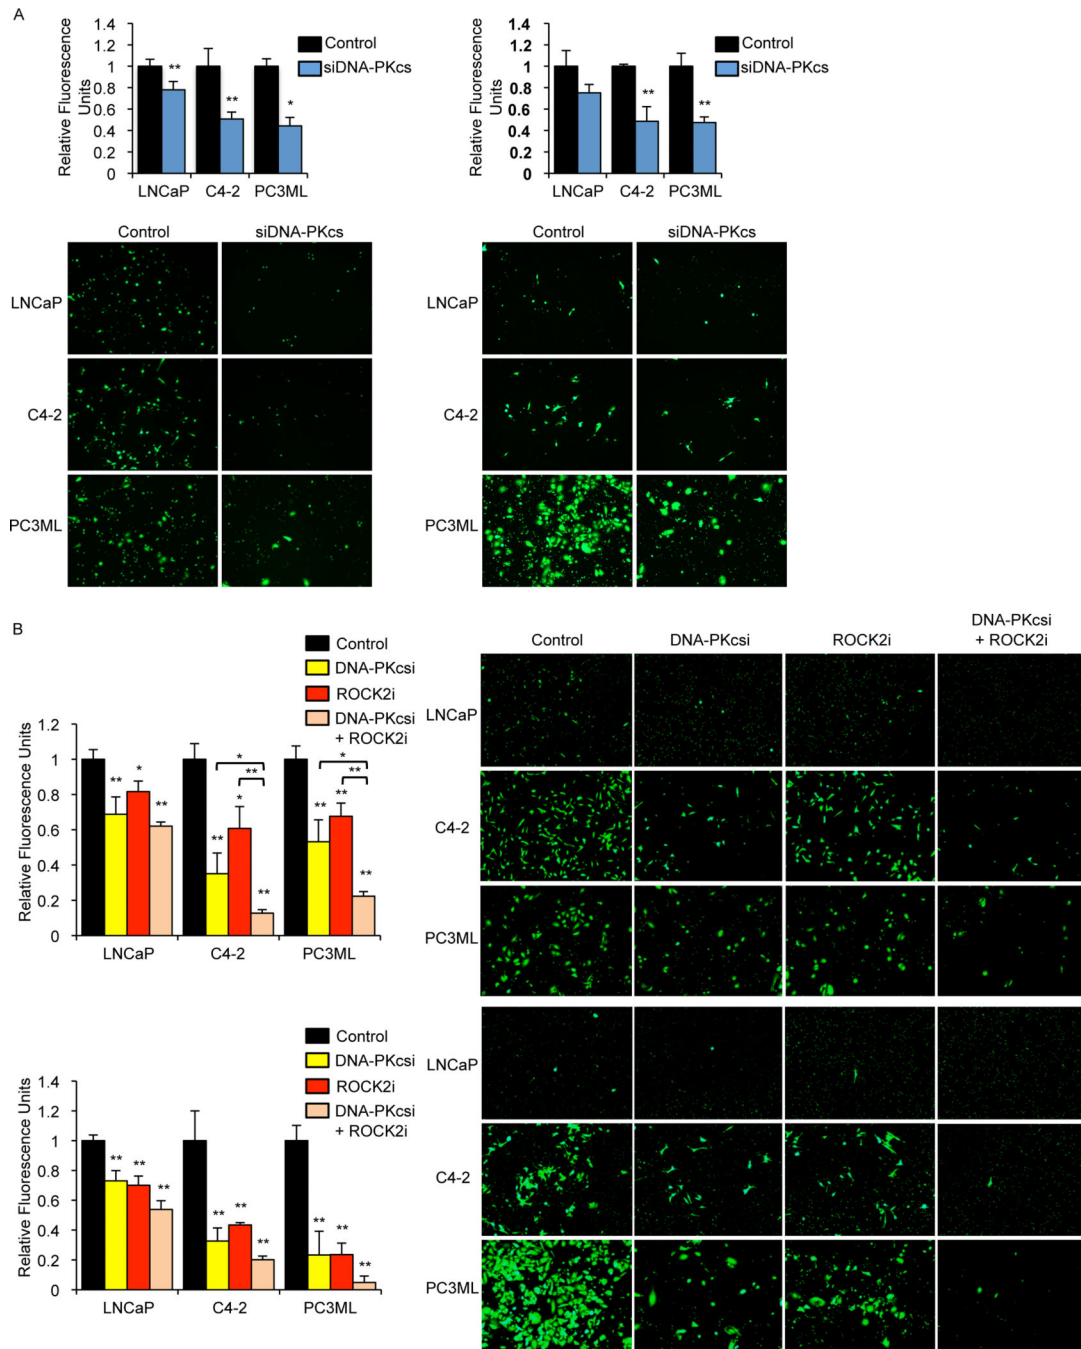 A
Relative Fluorescence
Units
1.4
1.2
1
0.8
0.6
0.4
0.2
0
**
**
*
LNCaP
C4-2
PC3ML
Control
siDNA-PKcs
Relative Fluorescence
Units
1.4
1.2
1
0.8
0.6
0.4
0.2
0
**
**
LNCaP
C4-2
PC3ML
Control
siDNA-PKcs
Control
siDNA-PKcs
LNCaP
C4-2
PC3ML
Control
siDNA-PKcs
LNCaP
C4-2
PC3ML
B
Control
DNA-PKcsi
ROCK2i
DNA-PKcsi
+ ROCK2i
Relative Fluorescence Units
1.2
1
0.8
0.6
0.4
0.2
0
**
*
**
*
**
**
*
**
*
**
**
**
**
LNCaP
C4-2
PC3ML
Control
DNA-PKcsi
ROCK2i
DNA-PKcsi
+ ROCK2i
LNCaP
C4-2
PC3ML
Control
DNA-PKcsi
ROCK2i
DNA-PKcsi
+ ROCK2i
Relative Fluorescence Units
1.4
1.2
1
0.8
0.6
0.4
0.2
0
**
**
**
**
**
**
**
**
**
LNCaP
C4-2
PC3ML
LNCaP
C4-2
PC3ML